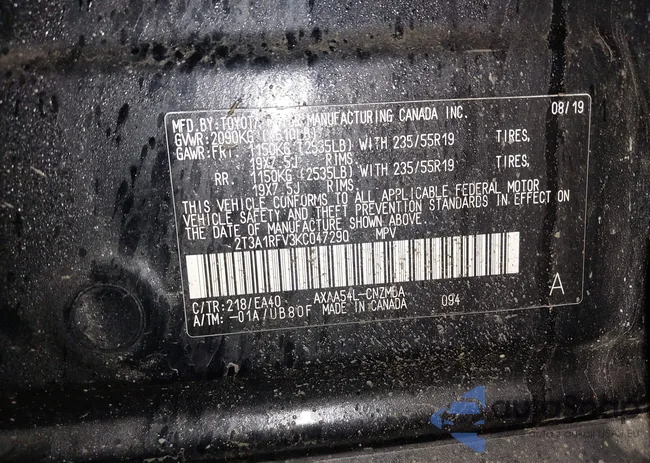 MFD.BY:TOYOTA MOTOR MANUFACTURING CANADA INC. 08/19
GVWR:2090KG (4610LB)
GAWR:FRT. 1150KG (2535LB) WITH 235/55R19 TIRES,
19X7.5J RIMS,
RR. 1150KG (2535LB) WITH 235/55R19 TIRES,
19X7.5J RIMS,
THIS VEHICLE CONFORMS TO ALL APPLICABLE FEDERAL MOTOR
VEHICLE SAFETY AND THEFT PREVENTION STANDARDS IN EFFECT ON
THE DATE OF MANUFACTURE SHOWN ABOVE.
2T3A1RFV3KC047290 MPV
C/TR:218/EA40 AXAA54L-CNZMBA 094 A
A/TM:-01A/UB80F MADE IN CANADA